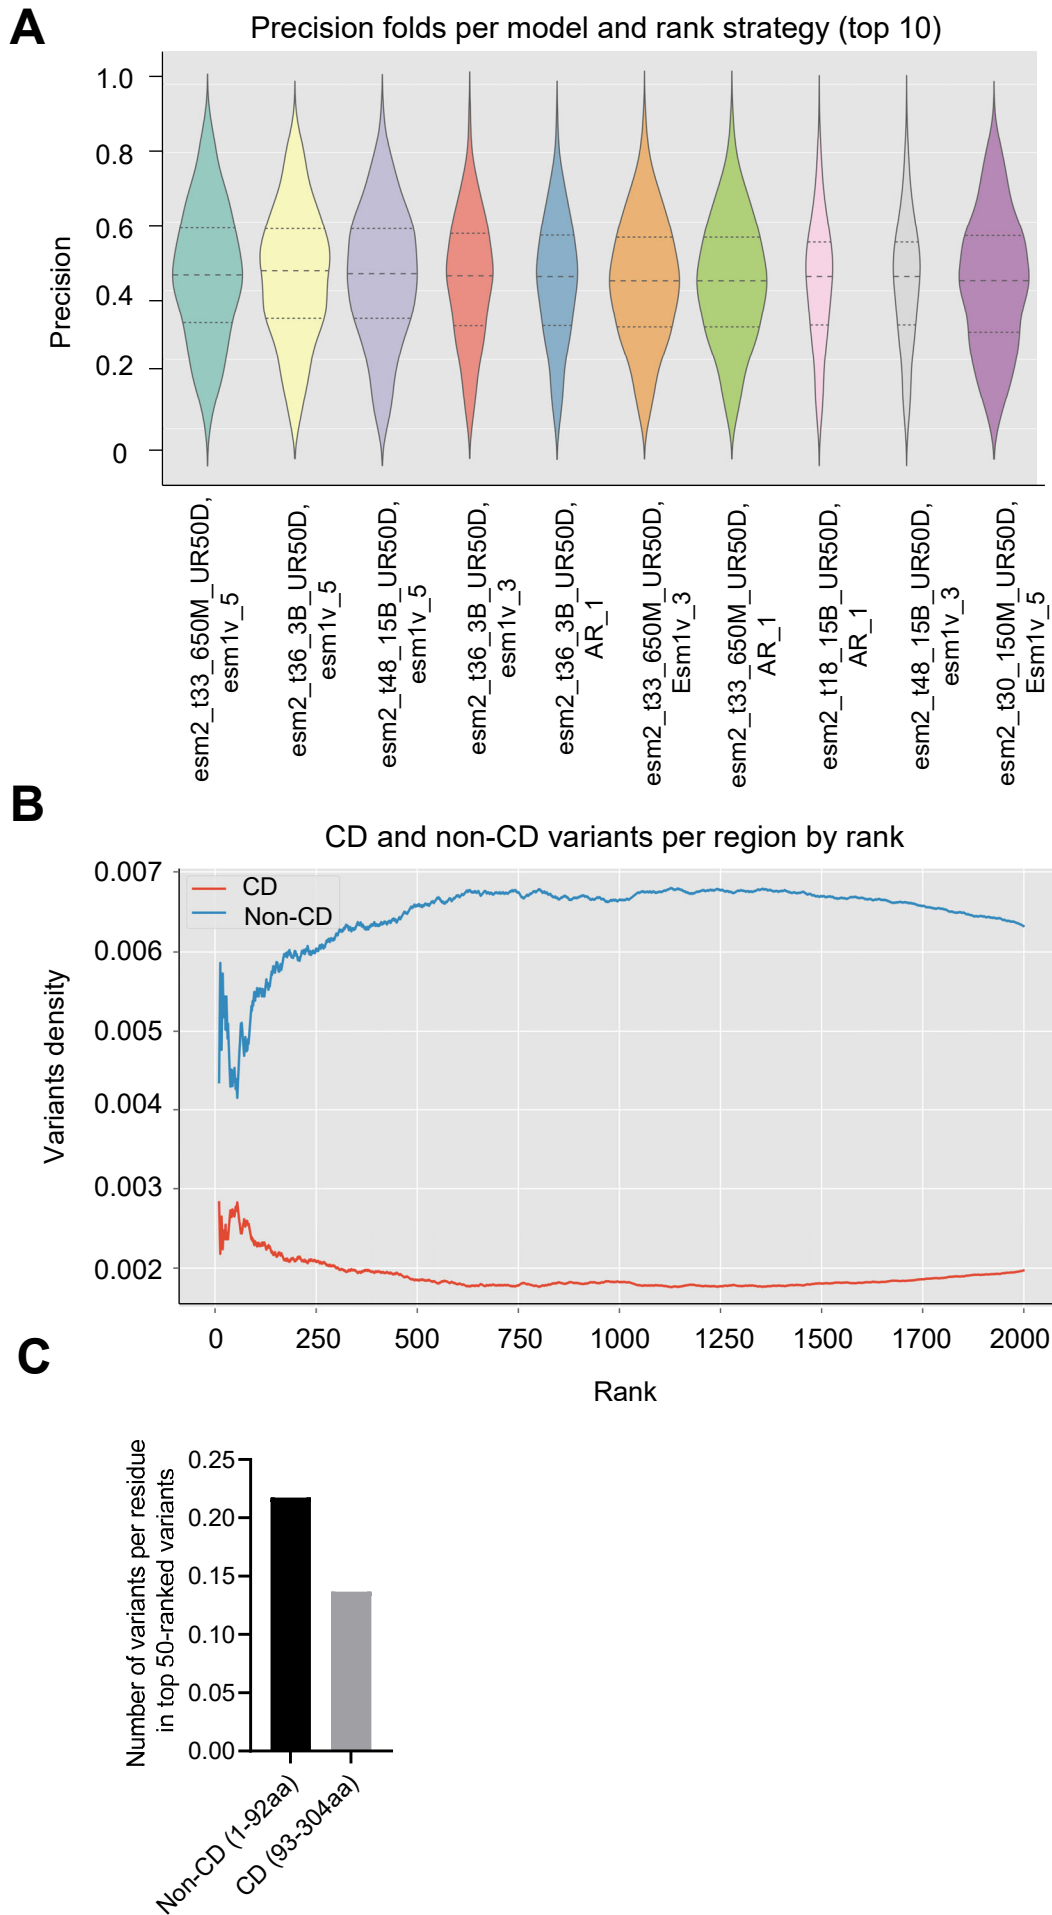 A
Precision folds per model and rank strategy (top 10)
1.0
0.8
0.6
0.4
0.2
0
Precision
esm2_t33_650M_UR50D,
esm1v_5
esm2_t36_3B_UR50D,
esm1v_5
esm2_t48_15B_UR50D,
esm1v_5
esm2_t36_3B_UR50D,
esm1v_3
esm2_t36_3B_UR50D,
AR_1
esm2_t33_650M_UR50D,
Esm1v_3
esm2_t33_650M_UR50D,
AR_1
esm2_t18_15B_UR50D,
AR_1
esm2_t48_15B_UR50D,
esm1v_3
esm2_t30_150M_UR50D,
Esm1v_5
B
CD and non-CD variants per region by rank
0.007
0.006
0.005
0.004
0.003
0.002
Variants density
CD
Non-CD
0
250
500
750
1000
1250
1500
1750
2000
Rank
C
Number of variants per residue
in top 50-ranked variants
0.25
0.20
0.15
0.10
0.05
0.00
Non-CD (1-92aa)
CD (93-304aa)